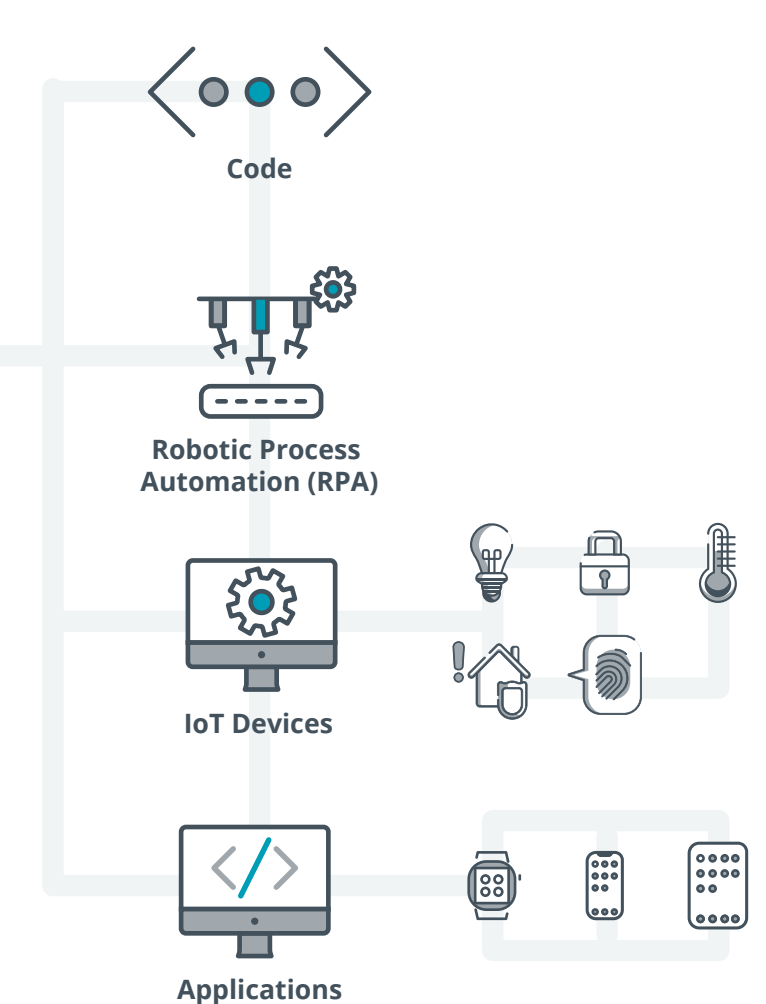 Code
Robotic Process
Automation (RPA)
IoT Devices
Applications